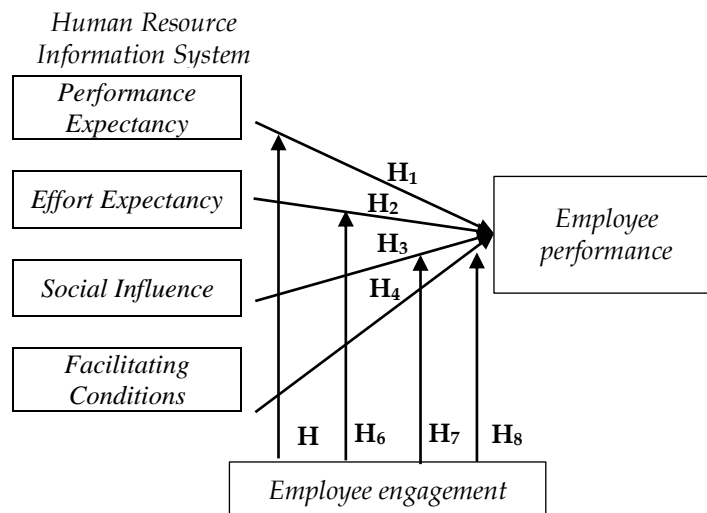 Human Resource
Information System
Performance
Expectancy
H₁
Effort Expectancy
H₂
Employee
performance
H₃
Social Influence
H₄
Facilitating
Conditions
H
H₆
H₇
H₈
Employee engagement